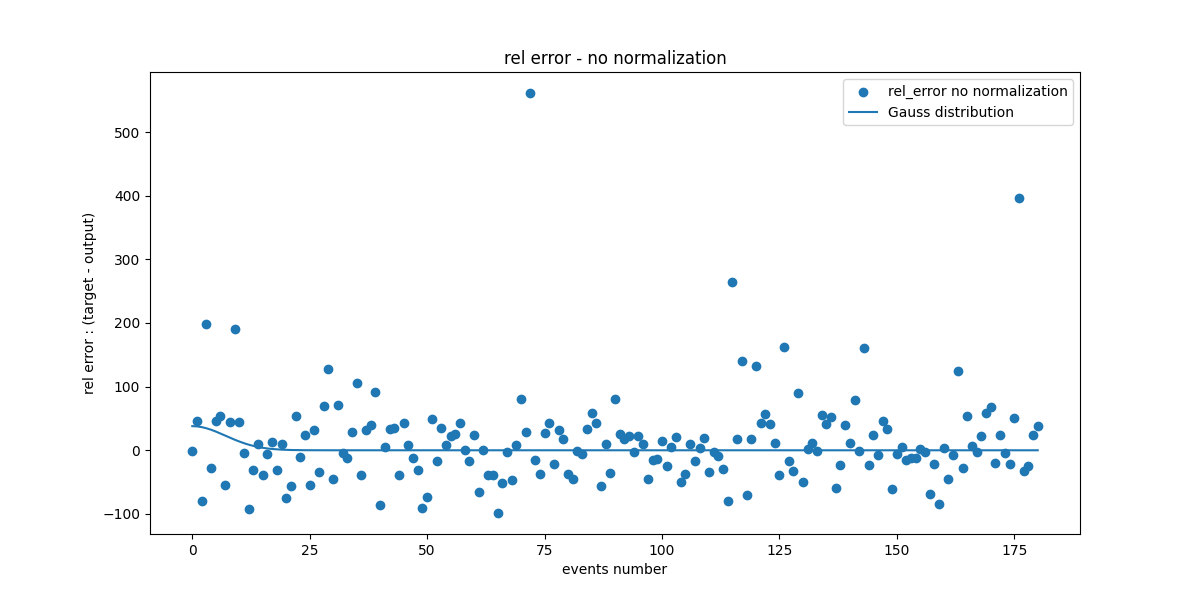 rel error - no normalization
rel_error no normalization
Gauss distribution
rel error : (target - output)
500
400
300
200
100
0
−100
0 25 50 75 100 125 150 175
events number